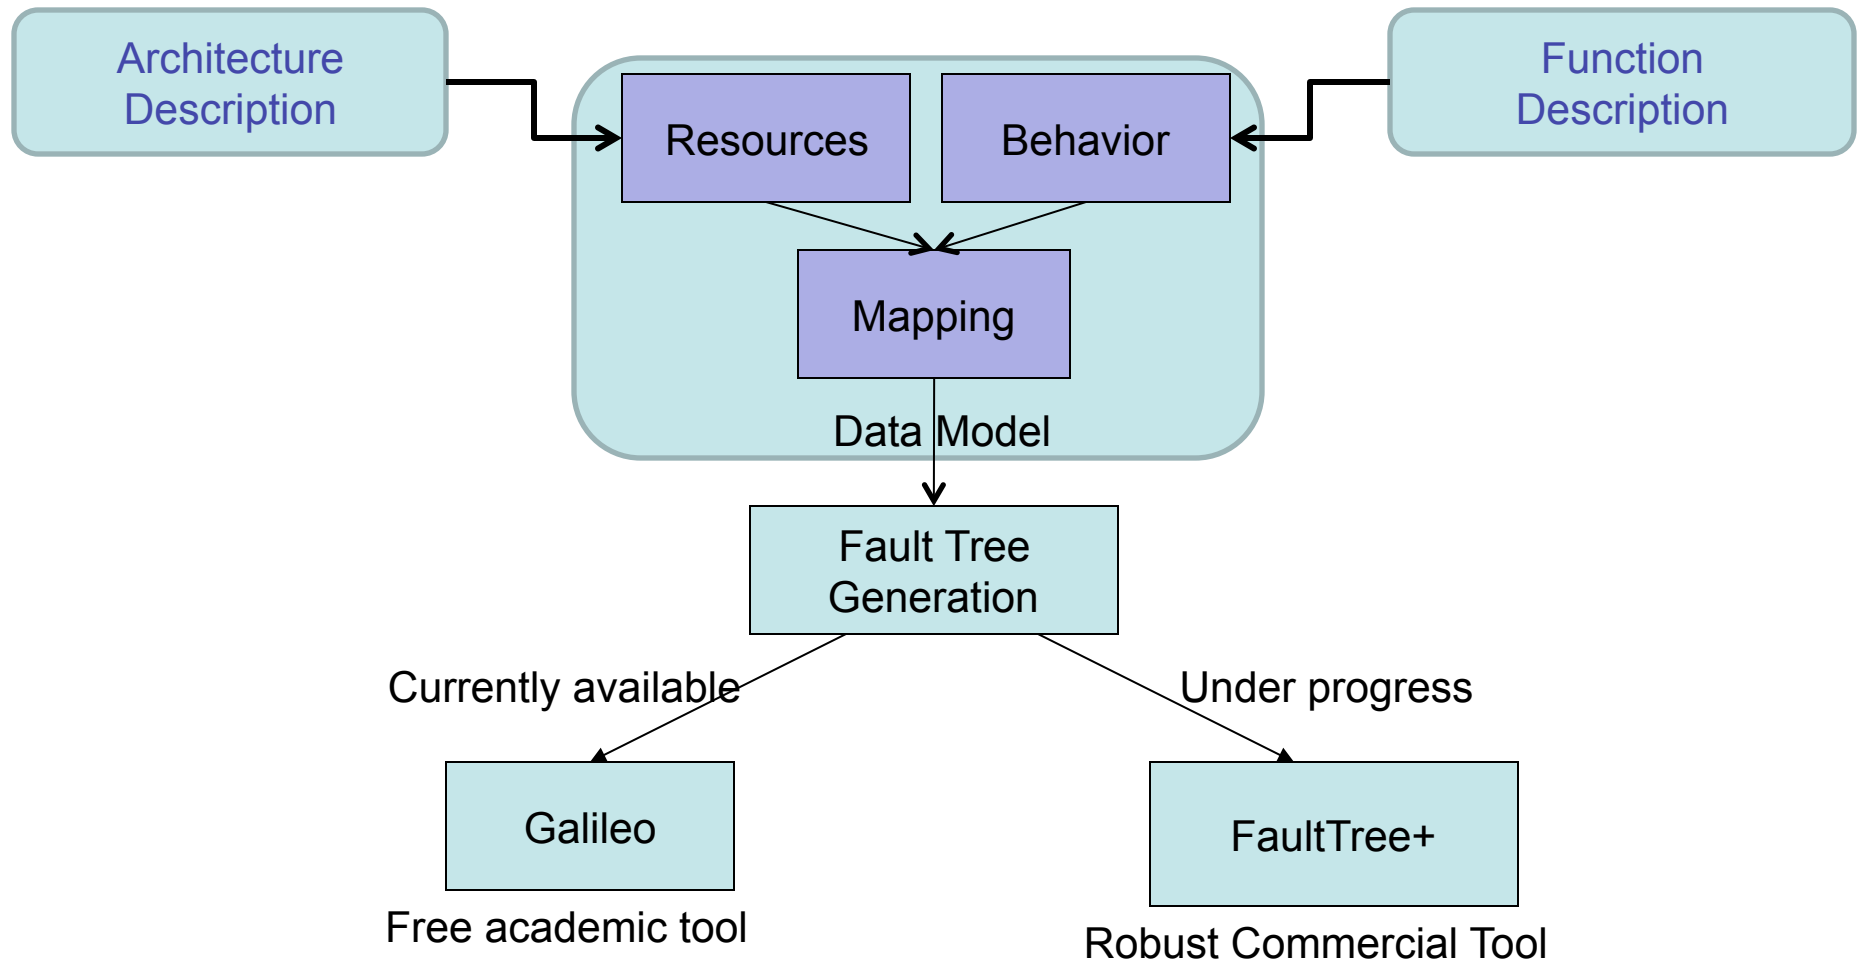 Architecture
Description
Function
Description
Resources
Behavior
Mapping
Data Model
Fault Tree
Generation
Currently available
Under progress
Galileo
FaultTree+
Free academic tool
Robust Commercial Tool